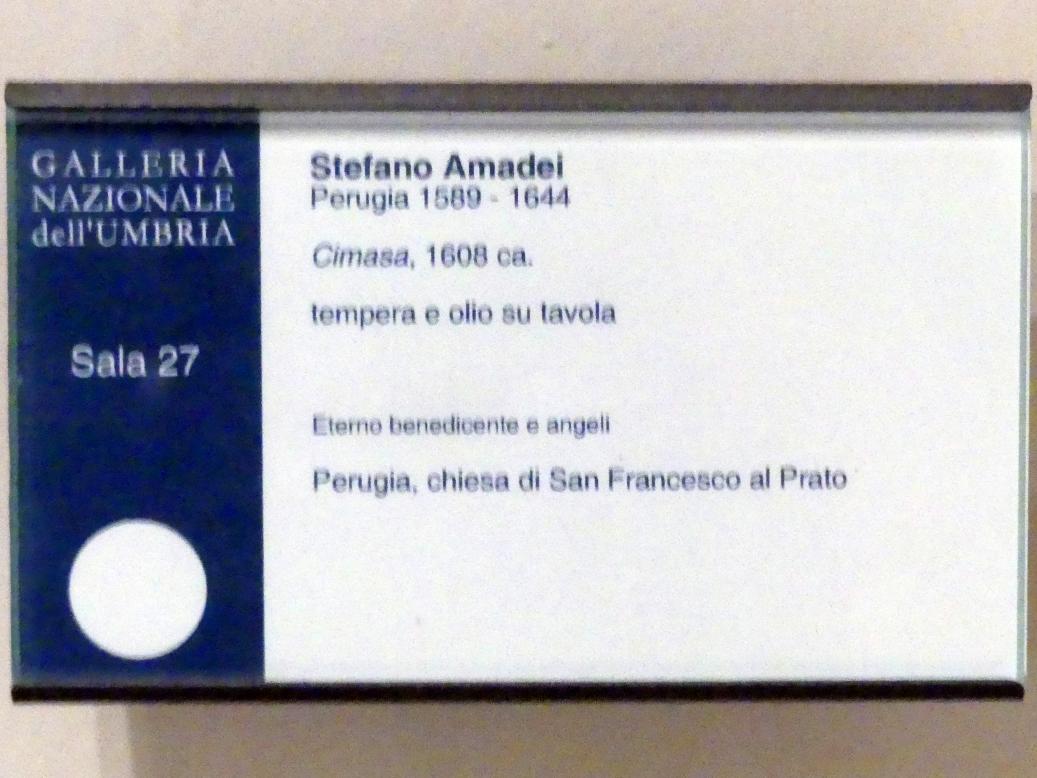 GALLERIA
NAZIONALE
dell'UMBRIA
Sala 27
Stefano Amadei
Perugia 1589 - 1644
Cimasa, 1608 ca.
tempera e olio su tavola
Eterno benedicente e angeli
Perugia, chiesa di San Francesco al Prato